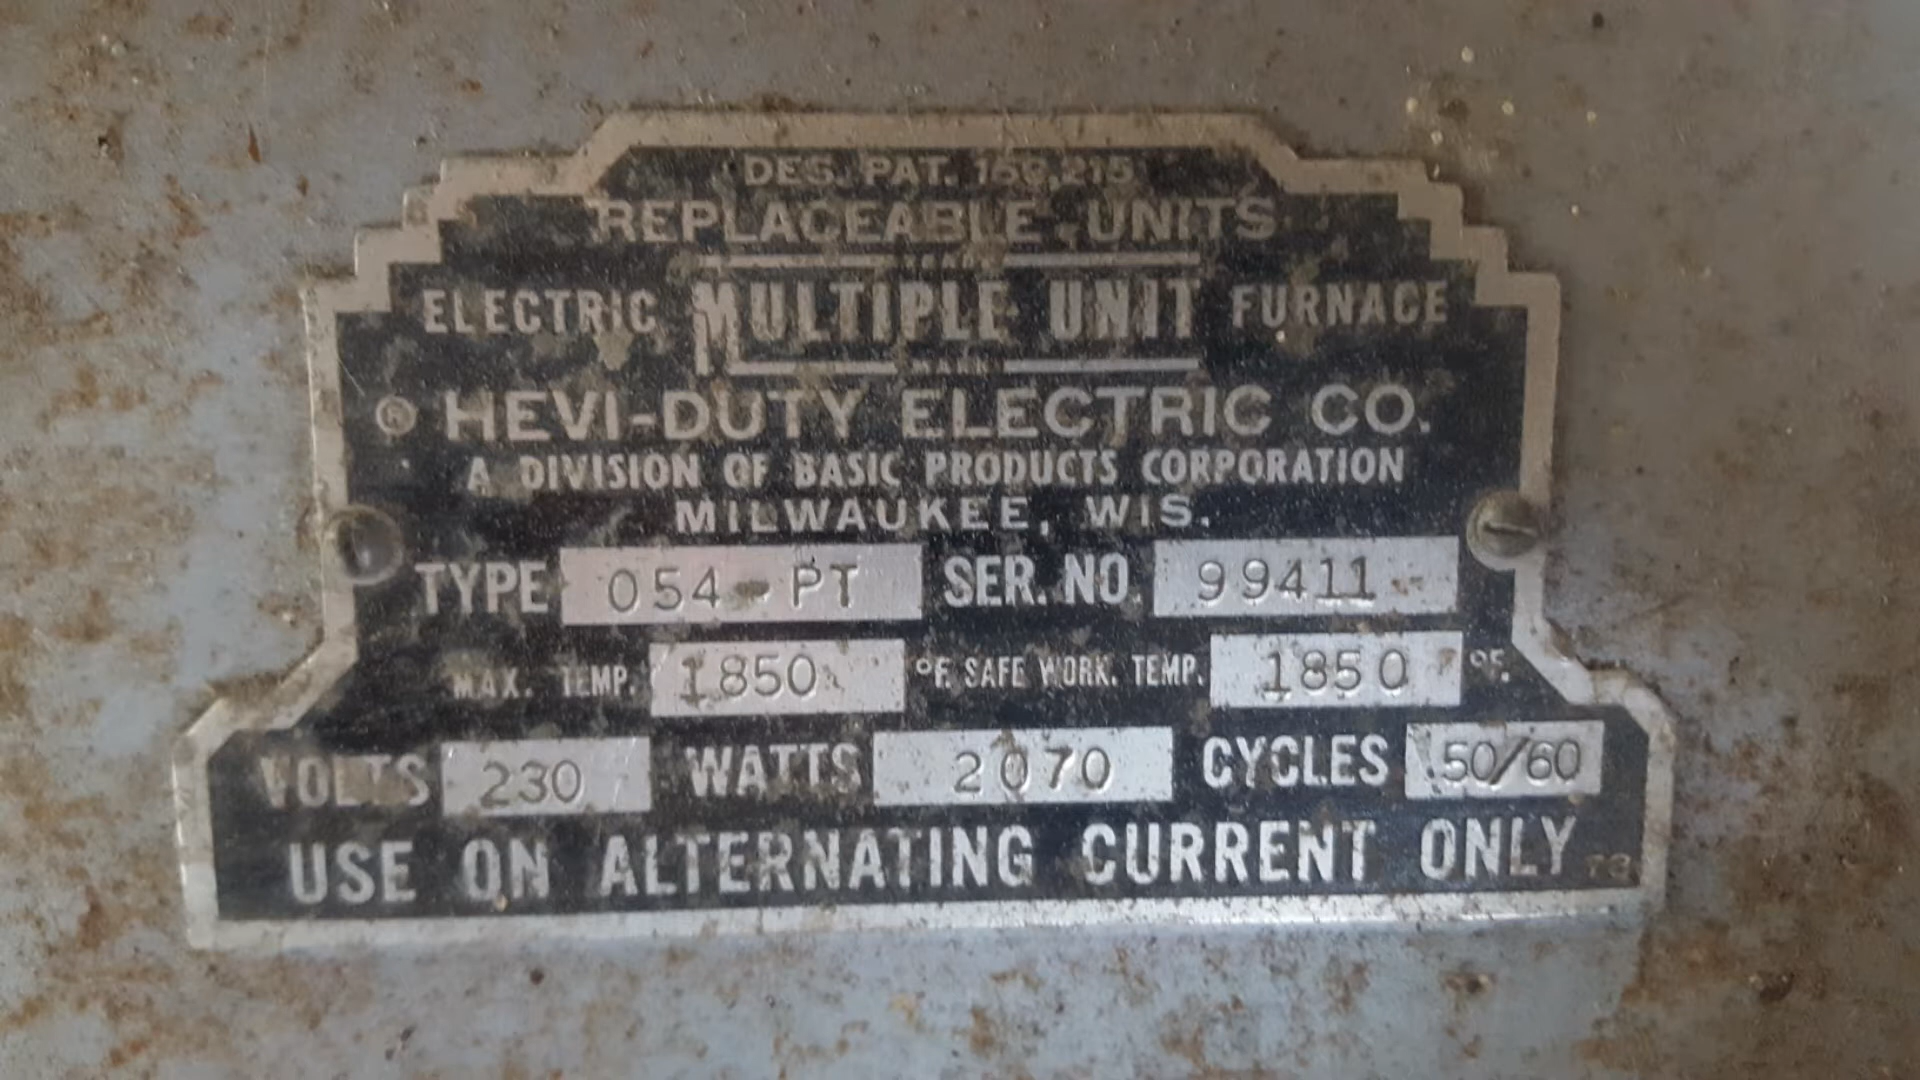 DES. PAT. 159,215
REPLACEABLE UNITS
ELECTRIC MULTIPLE UNIT FURNACE
® HEVI-DUTY ELECTRIC CO.
A DIVISION OF BASIC PRODUCTS CORPORATION
MILWAUKEE, WIS.
TYPE 054-PT SER. NO. 99411
MAX. TEMP. 1850 °F. SAFE WORK. TEMP. 1850 °F.
VOLTS 230 WATTS 2070 CYCLES 50/60
USE ON ALTERNATING CURRENT ONLY